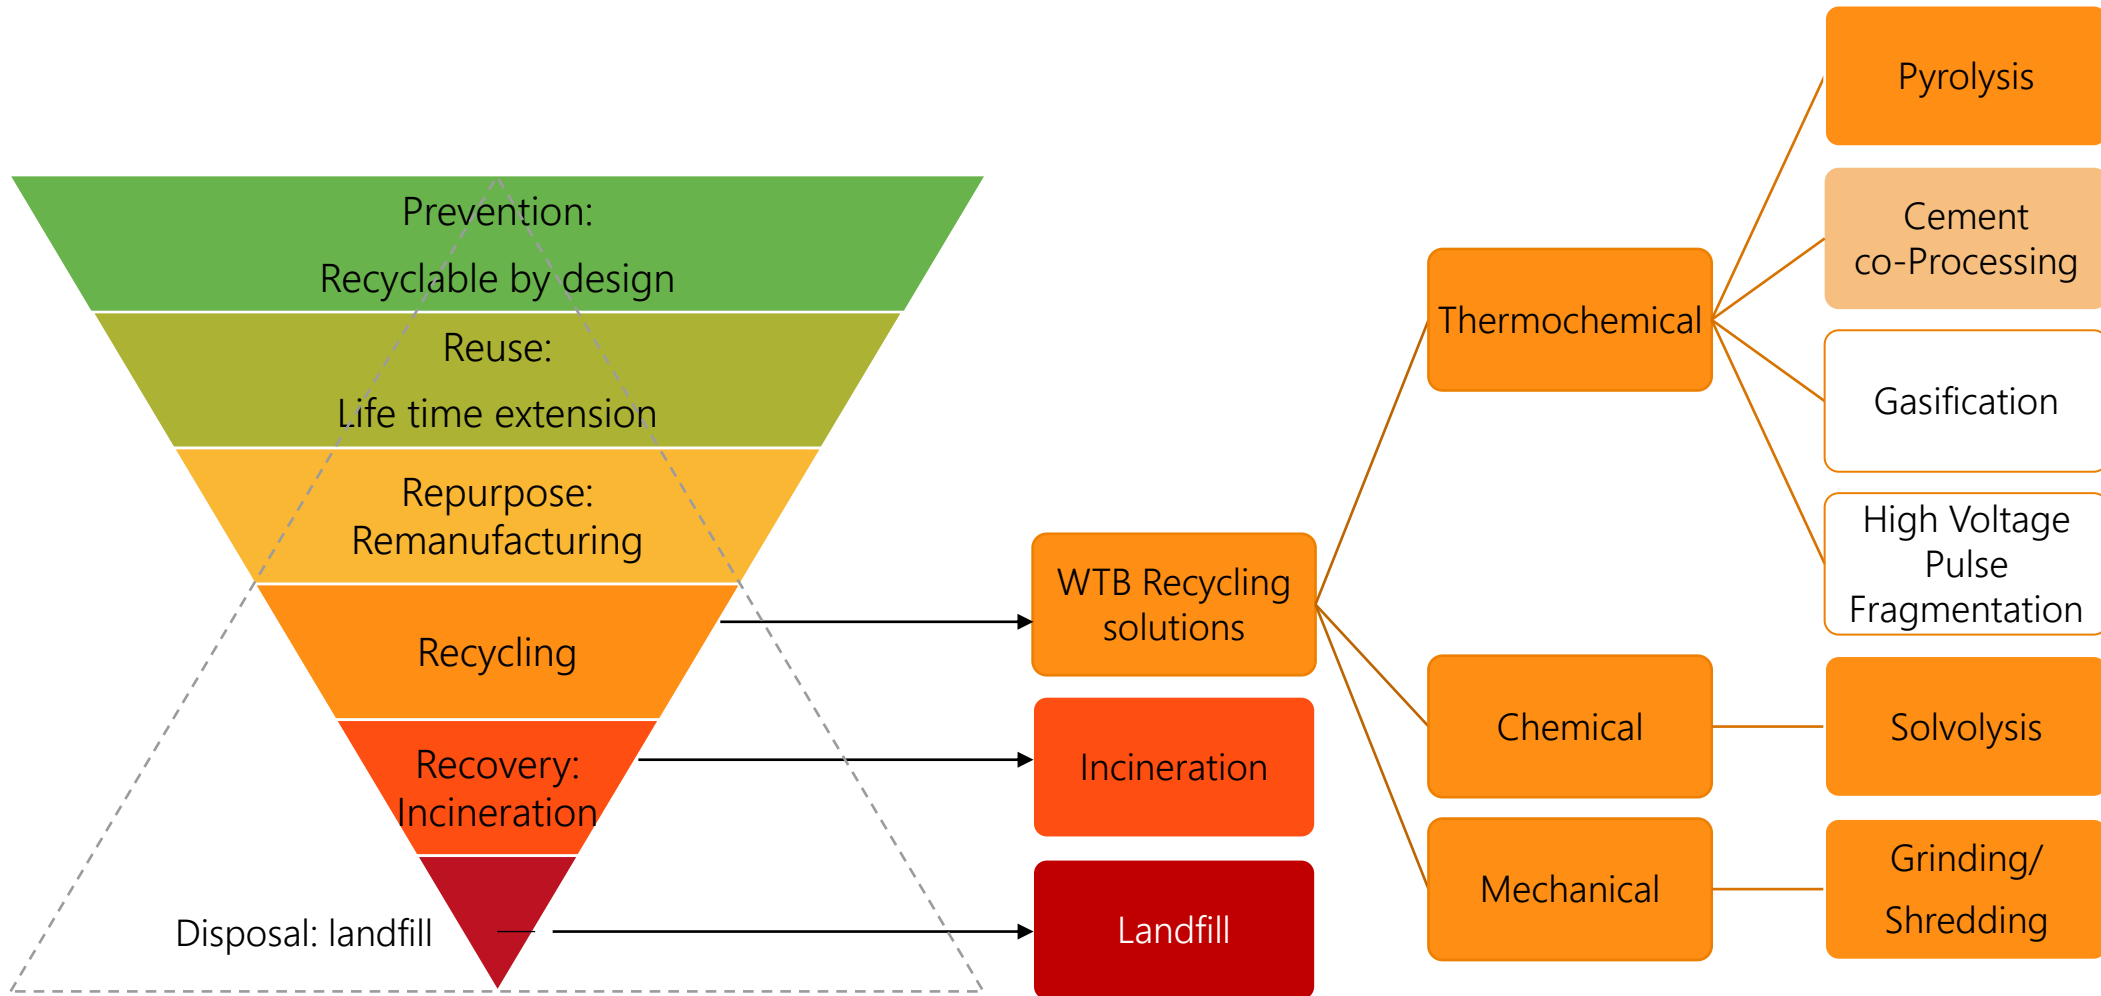 Prevention:
Recyclable by design
Reuse:
Life time extension
Repurpose:
Remanufacturing
Recycling
Recovery:
Incineration
Disposal: landfill
WTB Recycling
solutions
Incineration
Landfill
Thermochemical
Chemical
Mechanical
Pyrolysis
Cement
co-Processing
Gasification
High Voltage
Pulse
Fragmentation
Solvolysis
Grinding/
Shredding